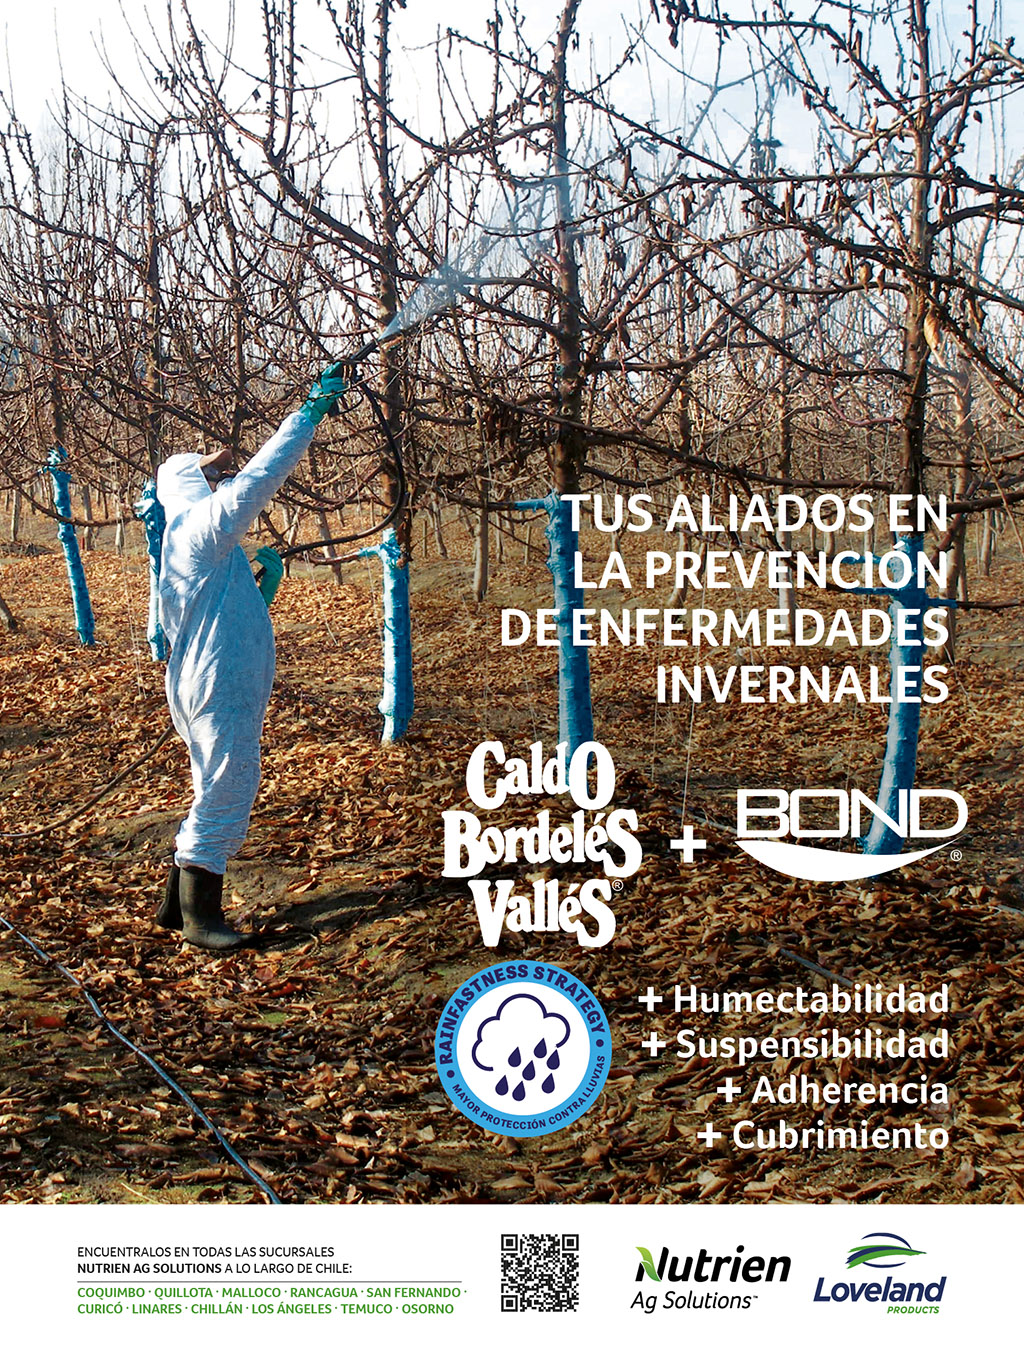 TUS ALIADOS EN
LA PREVENCIÓN
DE ENFERMEDADES
INVERNALES
Caldo
Bordelés
Vallés®
+
BOND®
RAINFASTNESS STRATEGY
MAYOR PROTECCIÓN CONTRA LLUVIAS
+ Humectabilidad
+ Suspensibilidad
+ Adherencia
+ Cubrimiento
ENCUENTRALOS EN TODAS LAS SUCURSALES
NUTRIEN AG SOLUTIONS A LO LARGO DE CHILE:
COQUIMBO · QUILLOTA · MALLOCO · RANCAGUA · SAN FERNANDO ·
CURICÓ · LINARES · CHILLÁN · LOS ÁNGELES · TEMUCO · OSORNO
Nutrien
Ag Solutions™
Loveland
PRODUCTS